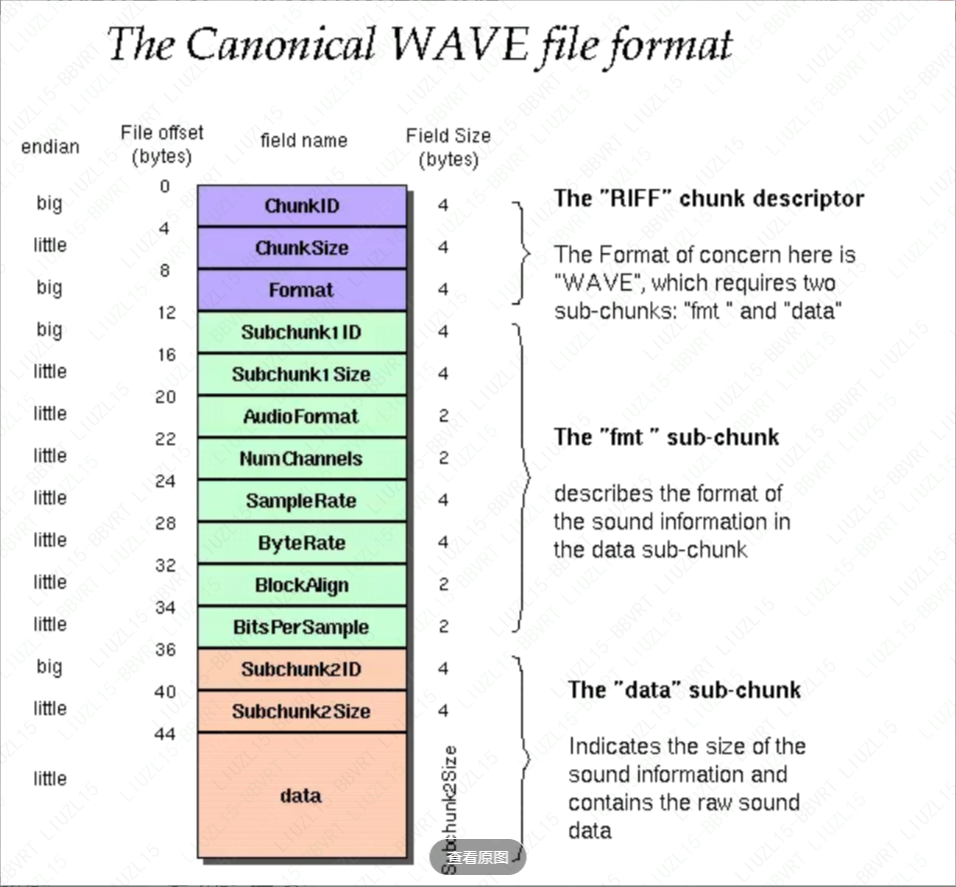 The Canonical WAVE file format
endian
File offset
(bytes)
field name
Field Size
(bytes)
0
big
ChunkID
4
4
little
ChunkSize
4
8
big
Format
4
12
big
Subchunk1ID
4
16
little
Subchunk1Size
4
20
little
AudioFormat
2
22
little
NumChannels
2
24
little
SampleRate
4
28
little
ByteRate
4
32
little
BlockAlign
2
34
little
BitsPerSample
2
36
big
Subchunk2ID
4
40
little
Subchunk2Size
4
44
little
data
Subchunk2Size
The "RIFF" chunk descriptor
The Format of concern here is
"WAVE", which requires two
sub-chunks: "fmt " and "data"
The "fmt " sub-chunk
describes the format of
the sound information in
the data sub-chunk
The "data" sub-chunk
Indicates the size of the
sound information and
contains the raw sound
data
查看原图
LIUZL15-BBVRT